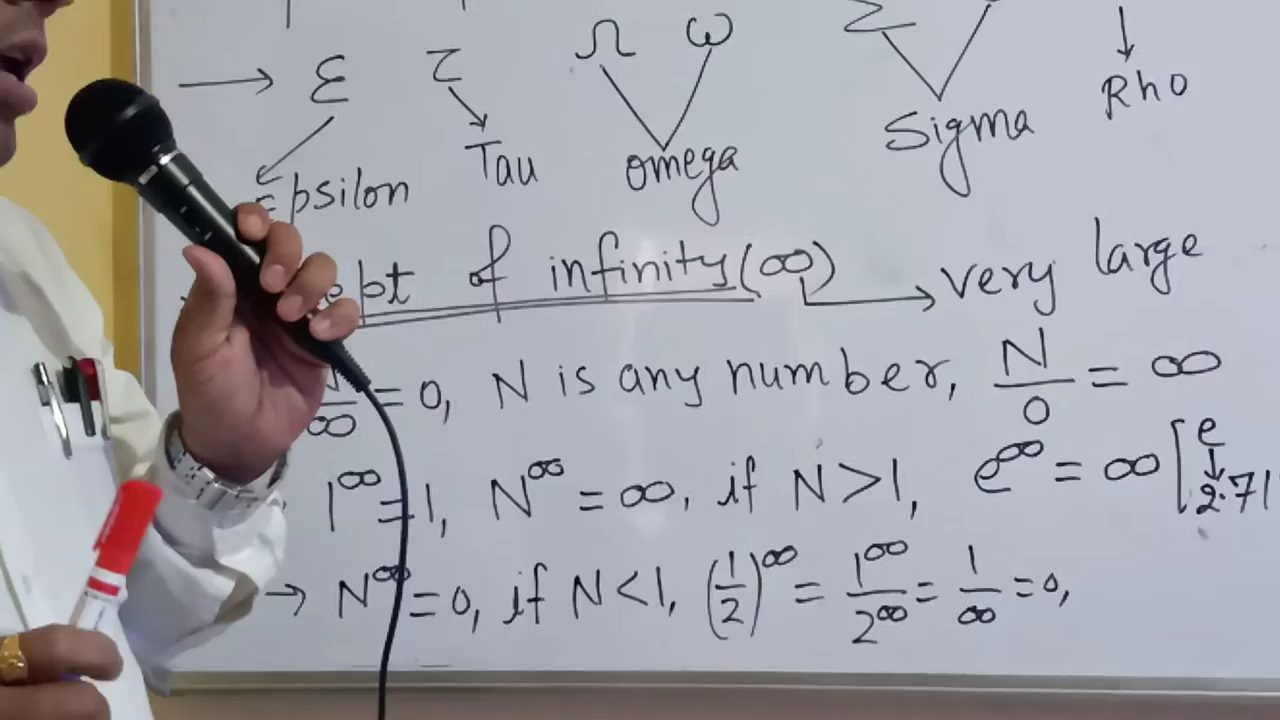 → Ɛ τ Ω ω Σ
Epsilon Tau omega Sigma Rho
of infinity (∞) → very large
N/∞ = 0, N is any number, N/0 = ∞
1^∞ = 1, N^∞ = ∞, if N > 1, e^∞ = ∞ [e → 2.71
→ N^∞ = 0, if N < 1, (1/2)^∞ = 1^∞/2^∞ = 1/∞ = 0,